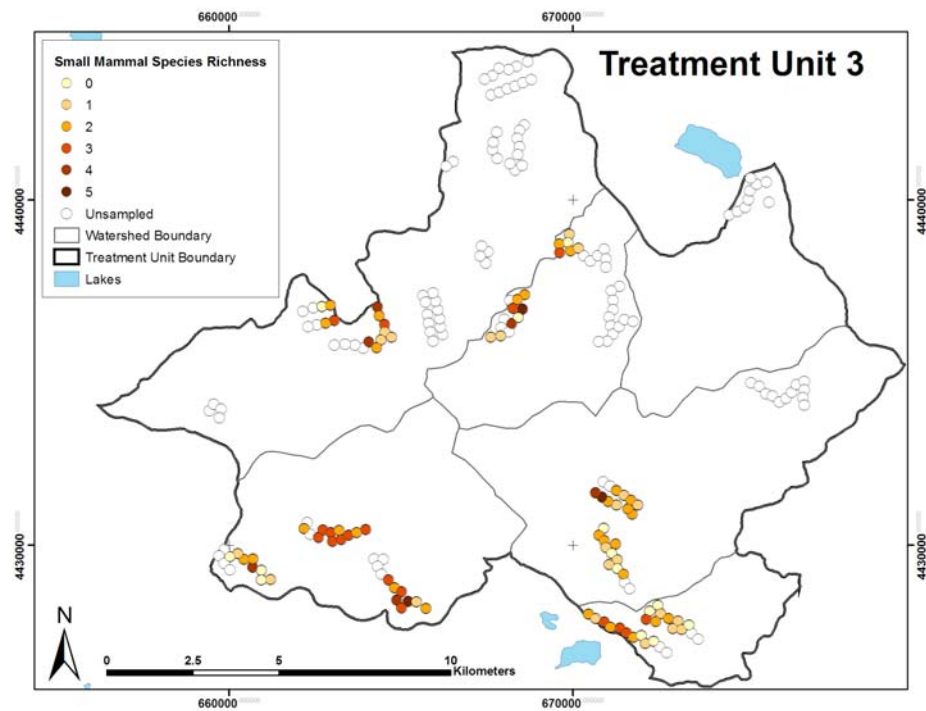 660000
670000
Small Mammal Species Richness
0
1
2
3
4
5
Unsampled
Watershed Boundary
Treatment Unit Boundary
Lakes
Treatment Unit 3
4440000
4440000
4430000
4430000
N
0 2.5 5 10
Kilometers
660000
670000